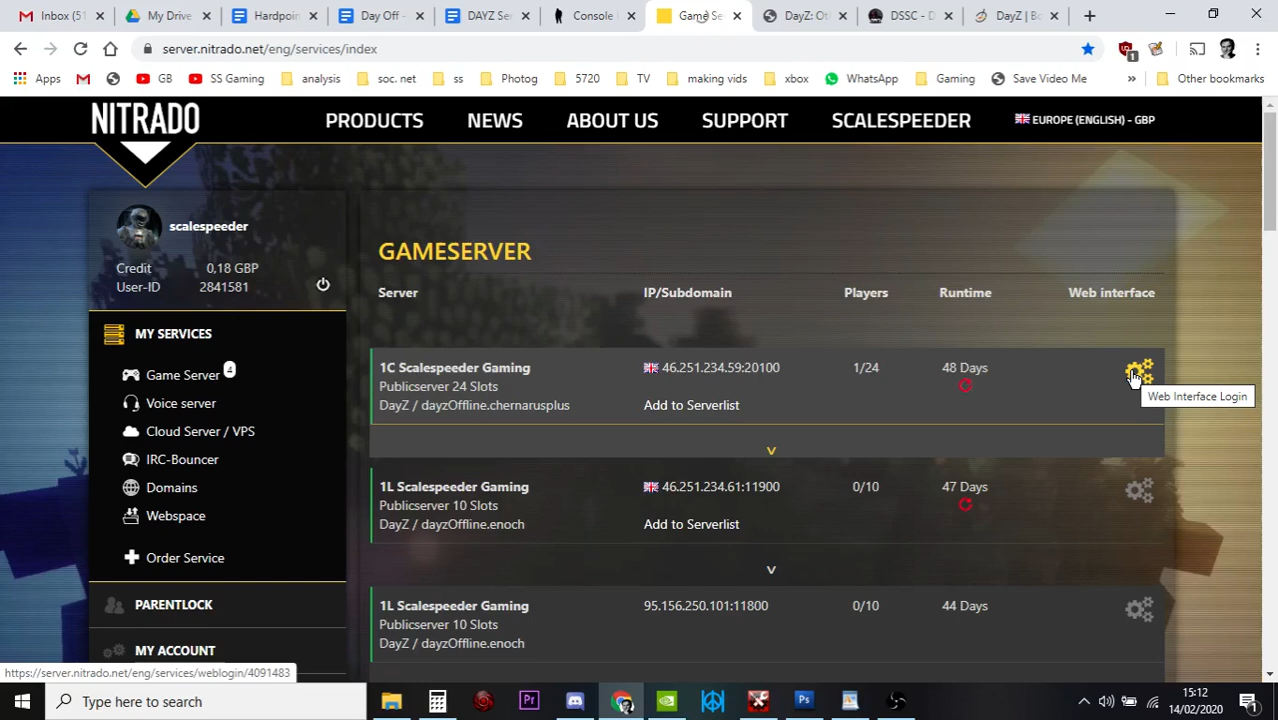 Inbox (51
My Drive
Hardpoin
Day Off -
DAYZ Se
Console
Game Se
DayZ: Ot
DSSC - D
DayZ | Bo
server.nitrado.net/eng/services/index
1
Apps
GB
SS Gaming
analysis
soc. net
ss
Photog
5720
TV
making vids
xbox
WhatsApp
Gaming
Save Video Me
»
Other bookmarks
NITRADO
PRODUCTS
NEWS
ABOUT US
SUPPORT
SCALESPEEDER
EUROPE (ENGLISH) - GBP
scalespeeder
Credit 0,18 GBP
User-ID 2841581
MY SERVICES
Game Server 4
Voice server
Cloud Server / VPS
IRC-Bouncer
Domains
Webspace
Order Service
PARENTLOCK
MY ACCOUNT
GAMESERVER
Server IP/Subdomain Players Runtime Web interface
1C Scalespeeder Gaming 46.251.234.59:20100 1/24 48 Days
Publicserver 24 Slots
DayZ / dayzOffline.chernarusplus Add to Serverlist
Web Interface Login
v
1L Scalespeeder Gaming 46.251.234.61:11900 0/10 47 Days
Publicserver 10 Slots
DayZ / dayzOffline.enoch Add to Serverlist
v
1L Scalespeeder Gaming 95.156.250.101:11800 0/10 44 Days
Publicserver 10 Slots
DayZ / dayzOffline.enoch
https://server.nitrado.net/eng/services/weblogin/4091483
Type here to search
Pr
Ps
15:12
14/02/2020
1